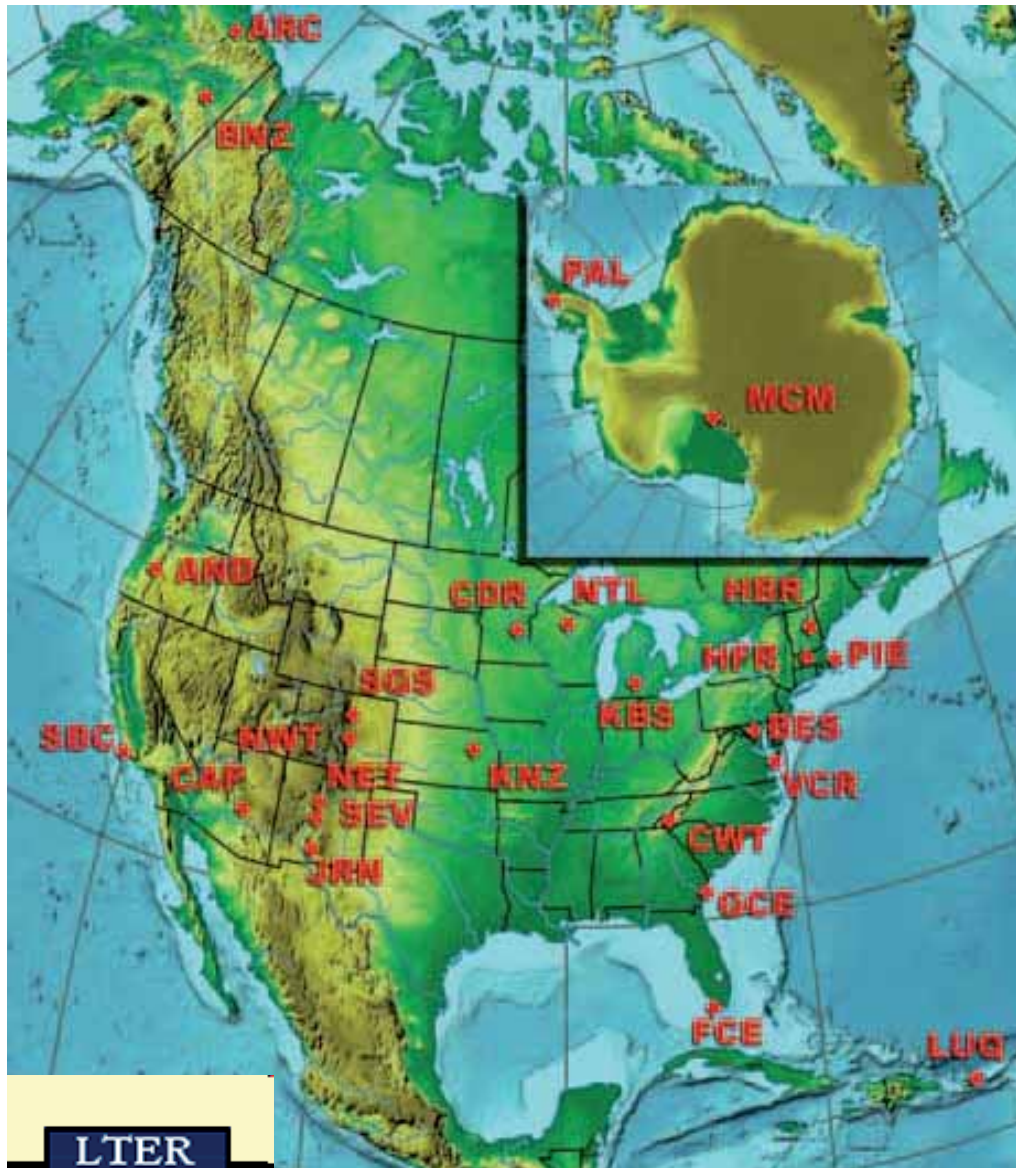 ARC
BNZ
PAL
MCM
AND
CDR
NTL
HBR
HFR
PIE
SGS
KBS
BES
SBC
NWT
KNZ
CAP
NET
SEV
VCR
CWT
JRN
GCE
FCE
LUQ
LTER